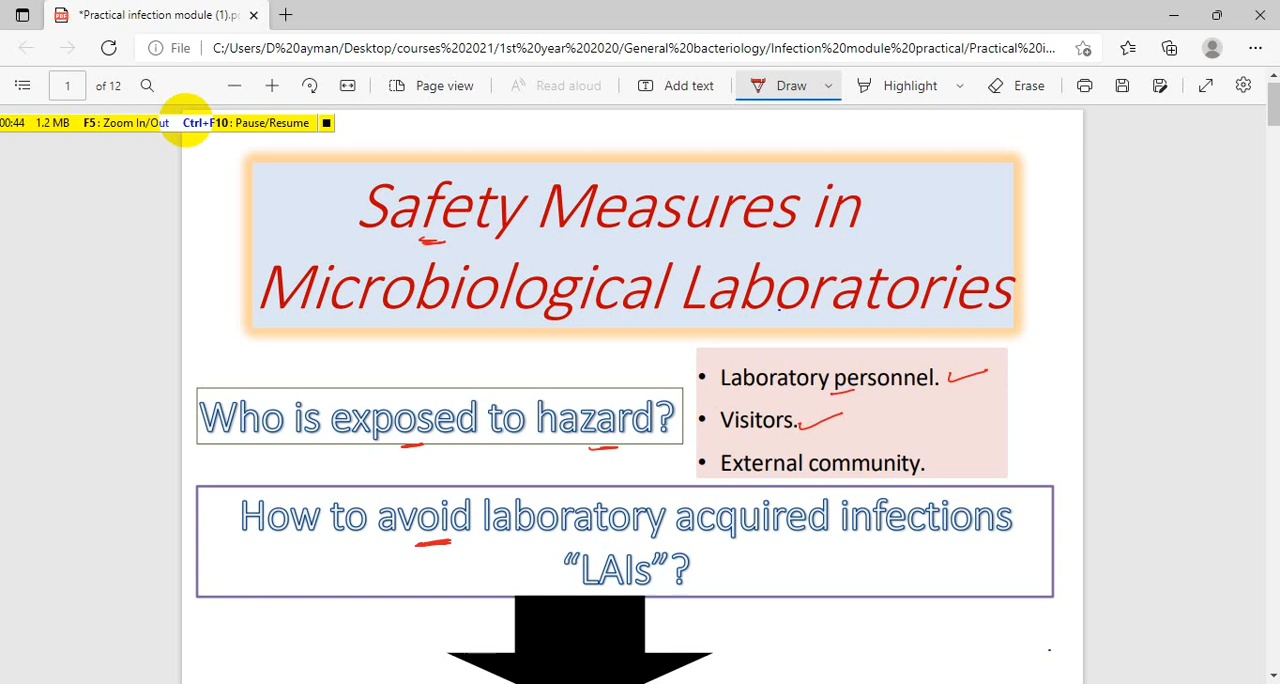 *Practical infection module (1).p
File
C:/Users/D%20ayman/Desktop/courses%202021/1st%20year%202020/General%20bacteriology/Infection%20module%20practical/Practical%20i...
1 of 12
Page view
Read aloud
Add text
Draw
Highlight
Erase
00:44 1.2 MB F5: Zoom In/Out Ctrl+F10: Pause/Resume
Safety Measures in
Microbiological Laboratories
Who is exposed to hazard?
• Laboratory personnel.
• Visitors.
• External community.
How to avoid laboratory acquired infections
“LAIs”?